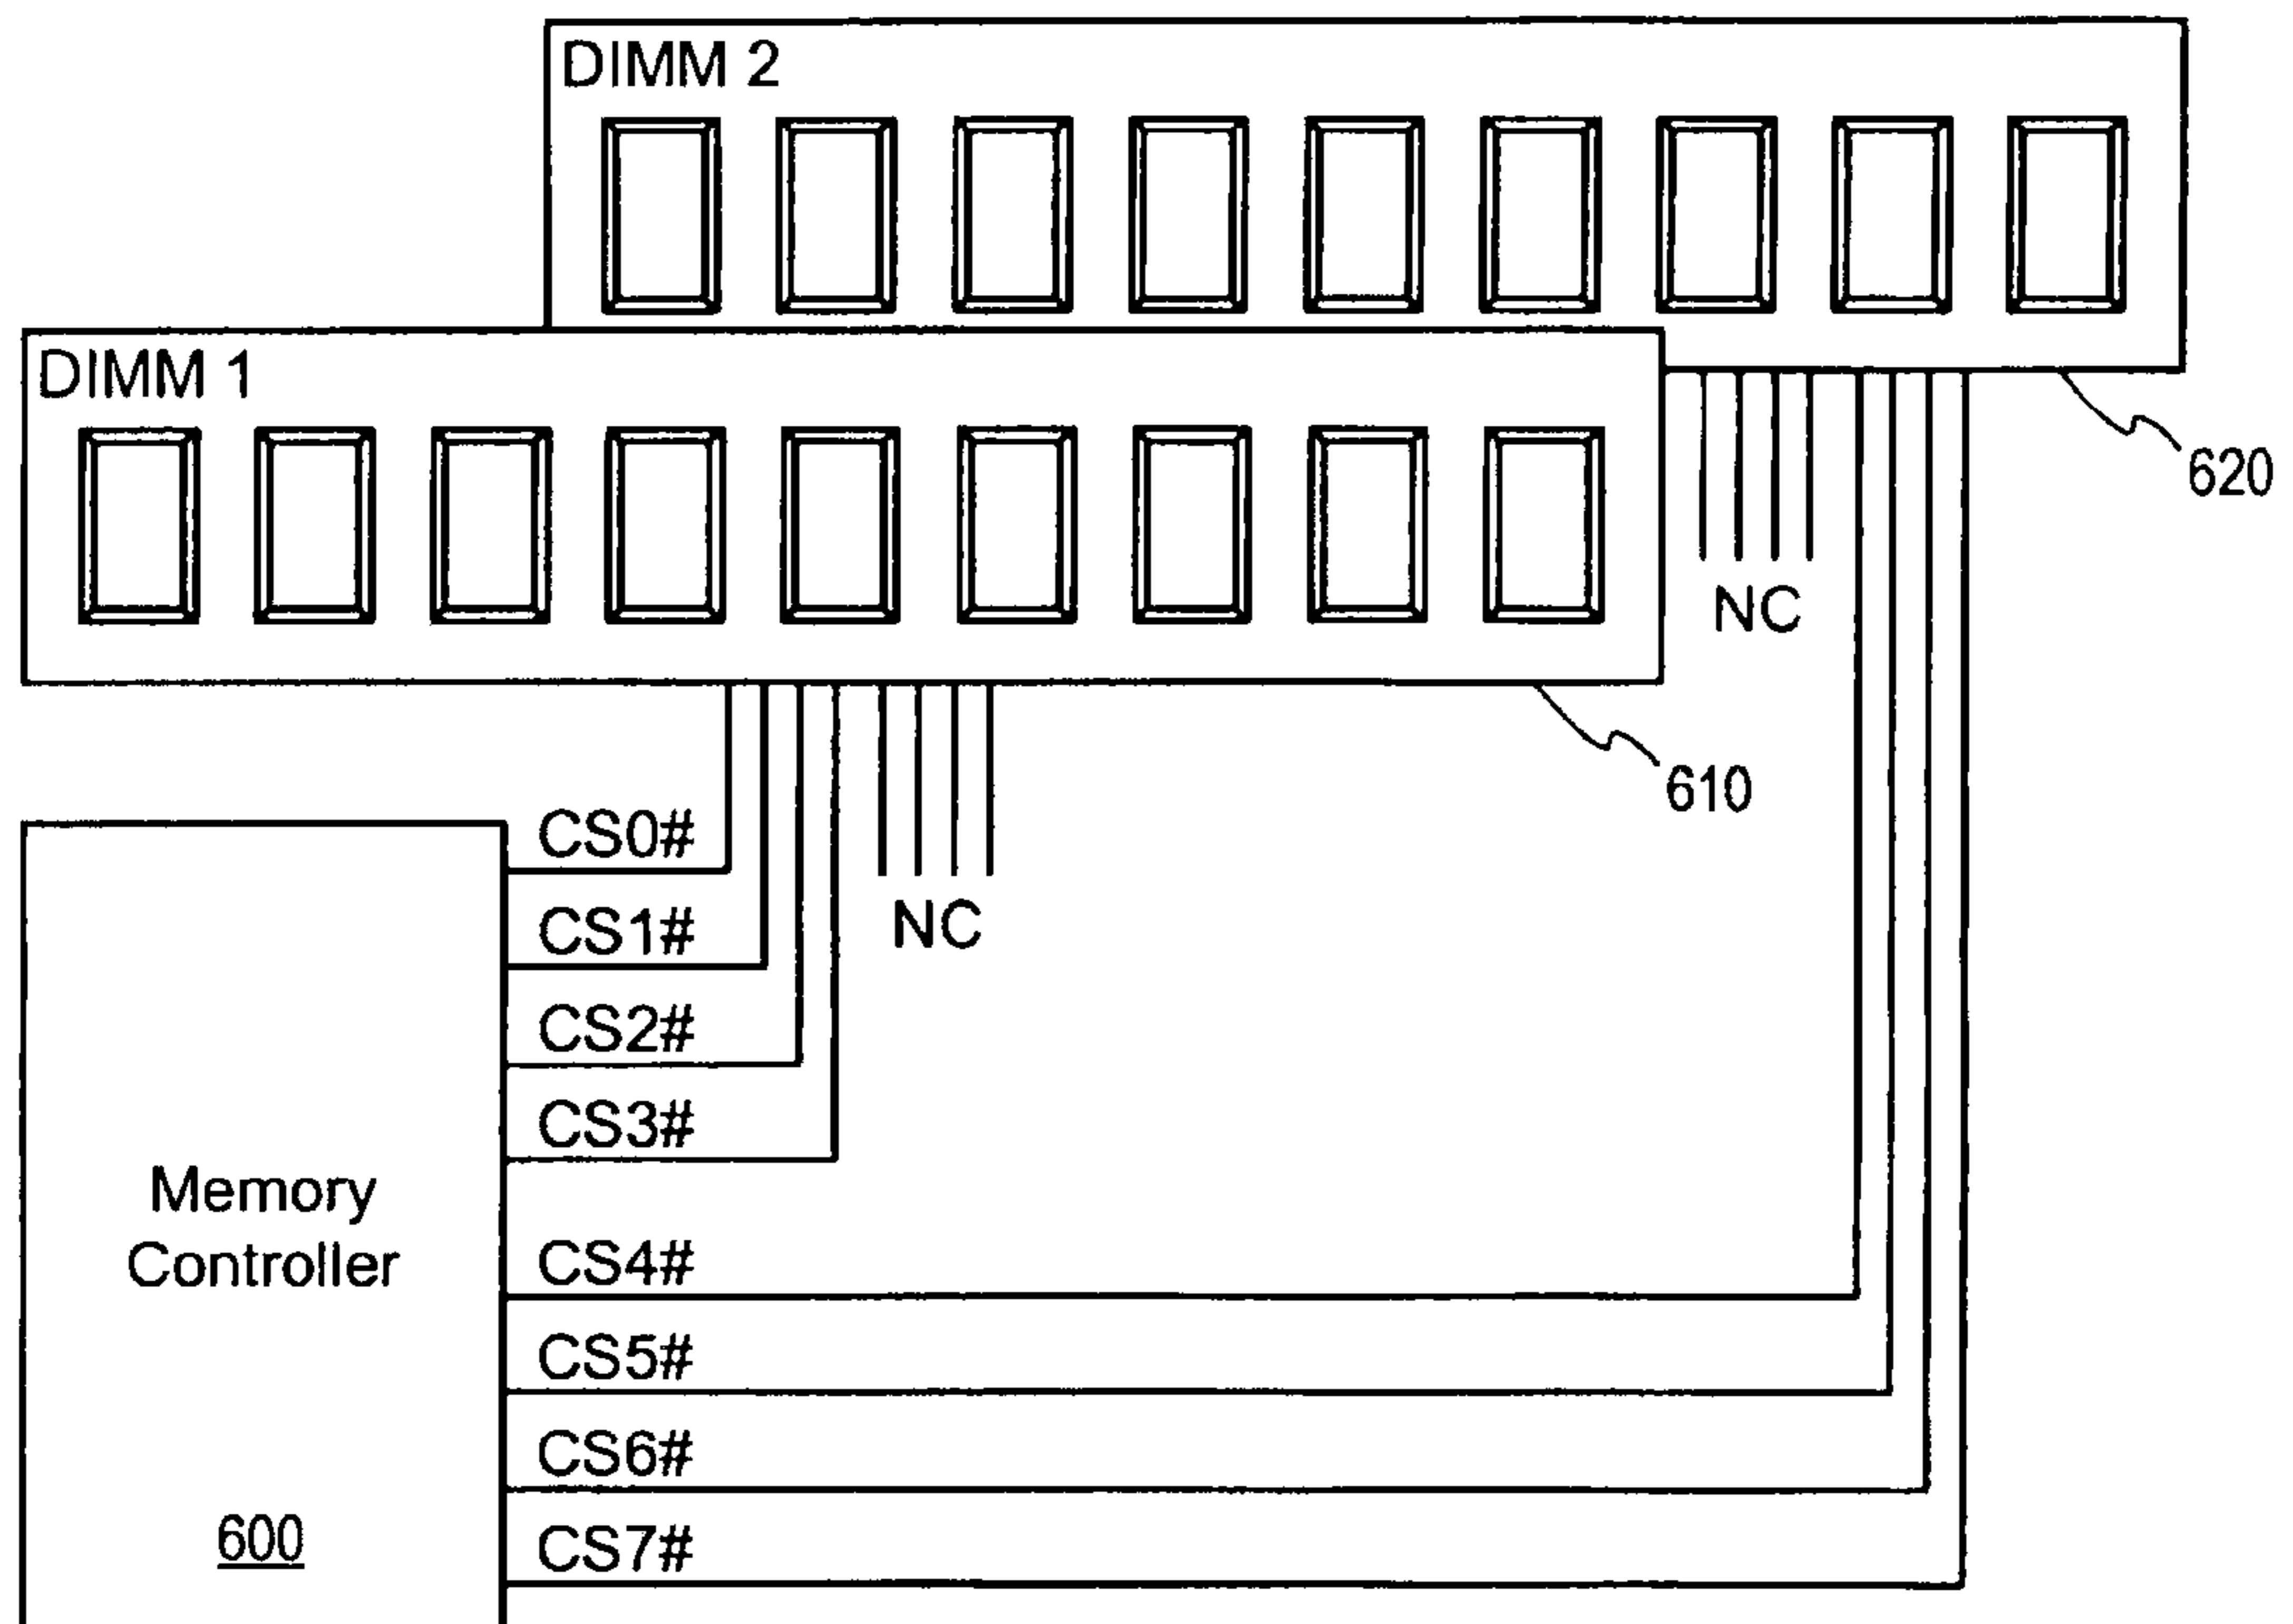 DIMM 2
DIMM 1
620
NC
610
CS0#
CS1#
NC
CS2#
CS3#
Memory
Controller
CS4#
CS5#
CS6#
600
CS7#